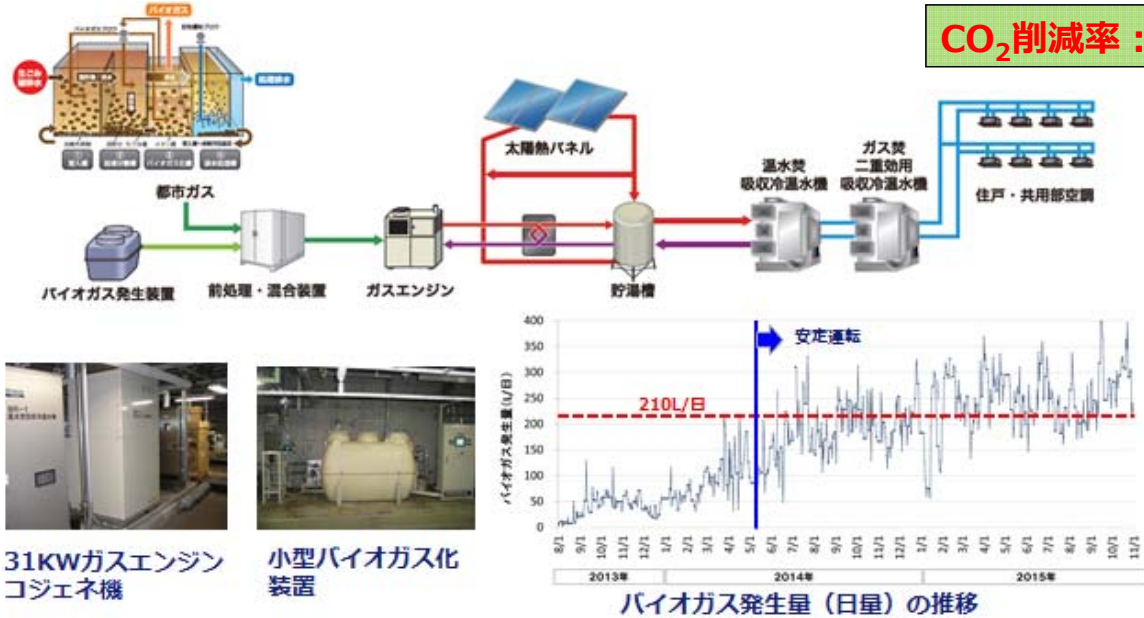 CO₂削減率：
バイオガス
生ごみ
処理排水
都市ガス
バイオガス発生装置
前処理・混合装置
ガスエンジン
太陽熱パネル
貯湯槽
温水焚
吸収冷温水機
ガス焚
二重効用
吸収冷温水機
住戸・共用部空調
31KWガスエンジン
コジェネ機
小型バイオガス化
装置
バイオガス発生量(L/日)
400
350
300
250
200
150
100
50
0
安定運転
210L/日
8/1 9/1 10/1 11/1 12/1 1/1 2/1 3/1 4/1 5/1 6/1 7/1 8/1 9/1 10/1 11/1 12/1 1/1 2/1 3/1 4/1 5/1 6/1 7/1 8/1 9/1 10/1 11/1
2013年 2014年 2015年
バイオガス発生量（日量）の推移